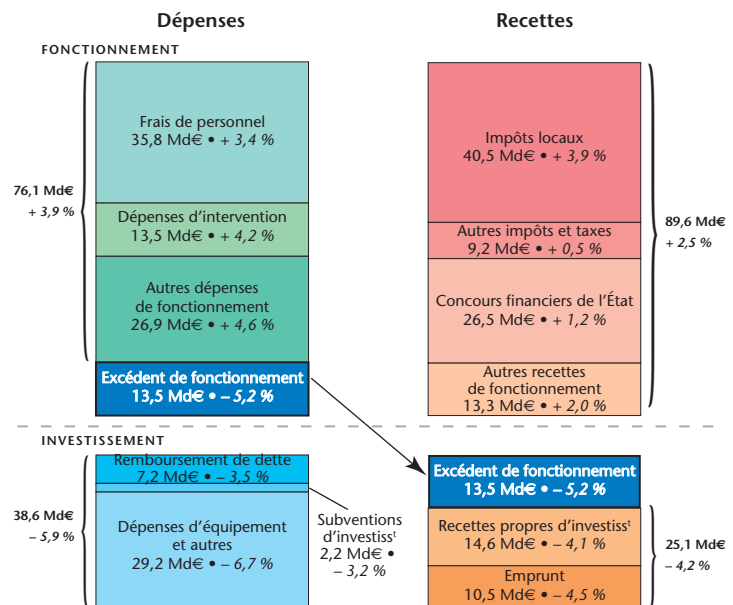 Dépenses
Recettes
FONCTIONNEMENT
76,1 Md€
+ 3,9 %
Frais de personnel
35,8 Md€ • + 3,4 %
Dépenses d'intervention
13,5 Md€ • + 4,2 %
Autres dépenses
de fonctionnement
26,9 Md€ • + 4,6 %
Excédent de fonctionnement
13,5 Md€ • – 5,2 %
Impôts locaux
40,5 Md€ • + 3,9 %
Autres impôts et taxes
9,2 Md€ • + 0,5 %
Concours financiers de l'État
26,5 Md€ • + 1,2 %
Autres recettes
de fonctionnement
13,3 Md€ • + 2,0 %
89,6 Md€
+ 2,5 %
INVESTISSEMENT
38,6 Md€
– 5,9 %
Remboursement de dette
7,2 Md€ • – 3,5 %
Dépenses d'équipement
et autres
29,2 Md€ • – 6,7 %
Subventions
d'investissᵗ
2,2 Md€ •
– 3,2 %
Excédent de fonctionnement
13,5 Md€ • – 5,2 %
Recettes propres d'investissᵗ
14,6 Md€ • – 4,1 %
Emprunt
10,5 Md€ • – 4,5 %
25,1 Md€
– 4,2 %